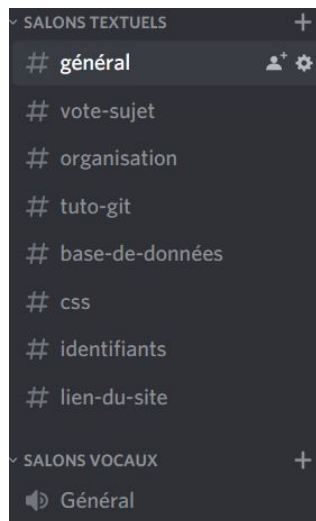 SALONS TEXTUELS
# général
# vote-sujet
# organisation
# tuto-git
# base-de-données
# css
# identifiants
# lien-du-site
SALONS VOCAUX
Général